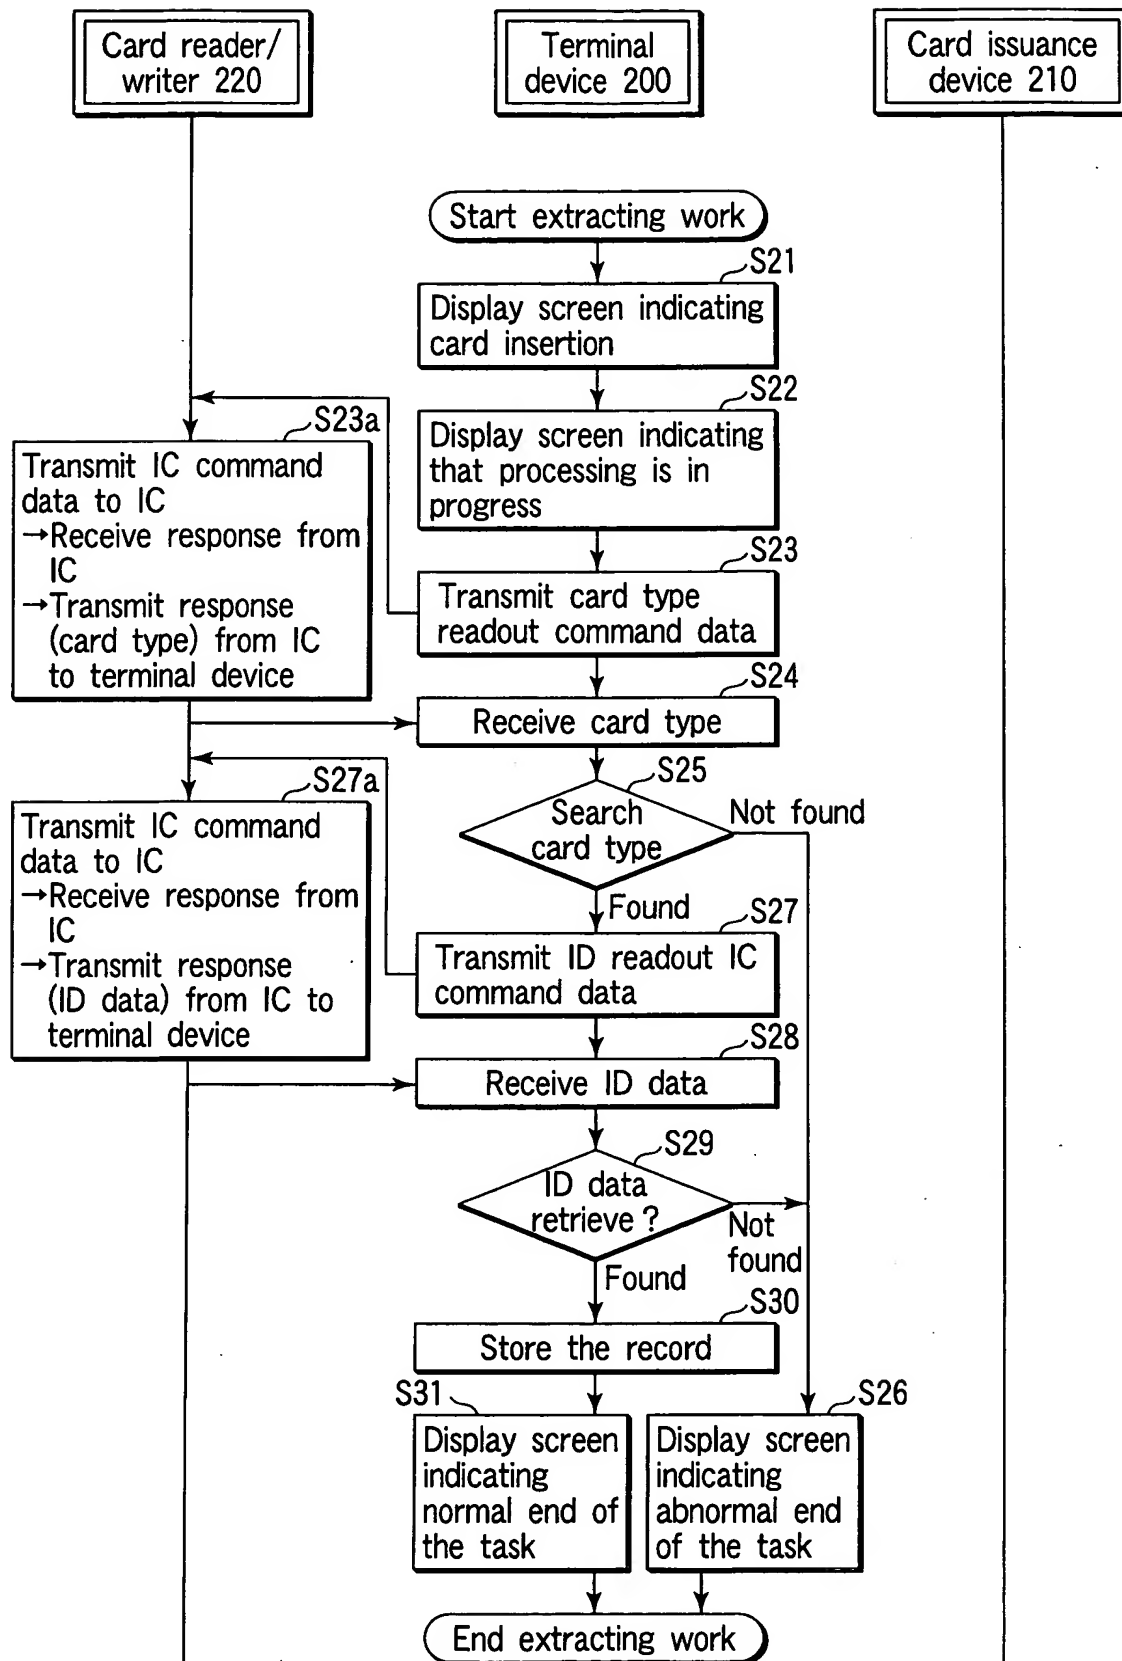 Card reader/
writer 220
Terminal
device 200
Card issuance
device 210
Start extracting work
S21
Display screen indicating
card insertion
S22
Display screen indicating
that processing is in
progress
S23a
Transmit IC command
data to IC
→Receive response from
IC
→Transmit response
(card type) from IC
to terminal device
S23
Transmit card type
readout command data
S24
Receive card type
S25
Search
card type
Not found
Found
S27a
Transmit IC command
data to IC
→Receive response from
IC
→Transmit response
(ID data) from IC to
terminal device
S27
Transmit ID readout IC
command data
S28
Receive ID data
S29
ID data
retrieve ?
Not
found
Found
S30
Store the record
S31
Display screen
indicating
normal end of
the task
S26
Display screen
indicating
abnormal end
of the task
End extracting work